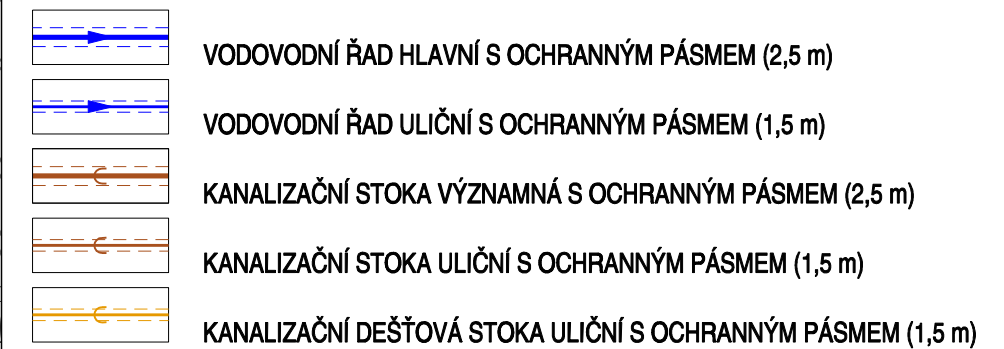 VODOVODNÍ ŘAD HLAVNÍ S OCHRANNÝM PÁSMEM (2,5 m)
VODOVODNÍ ŘAD ULIČNÍ S OCHRANNÝM PÁSMEM (1,5 m)
KANALIZAČNÍ STOKA VÝZNAMNÁ S OCHRANNÝM PÁSMEM (2,5 m)
KANALIZAČNÍ STOKA ULIČNÍ S OCHRANNÝM PÁSMEM (1,5 m)
KANALIZAČNÍ DEŠŤOVÁ STOKA ULIČNÍ S OCHRANNÝM PÁSMEM (1,5 m)